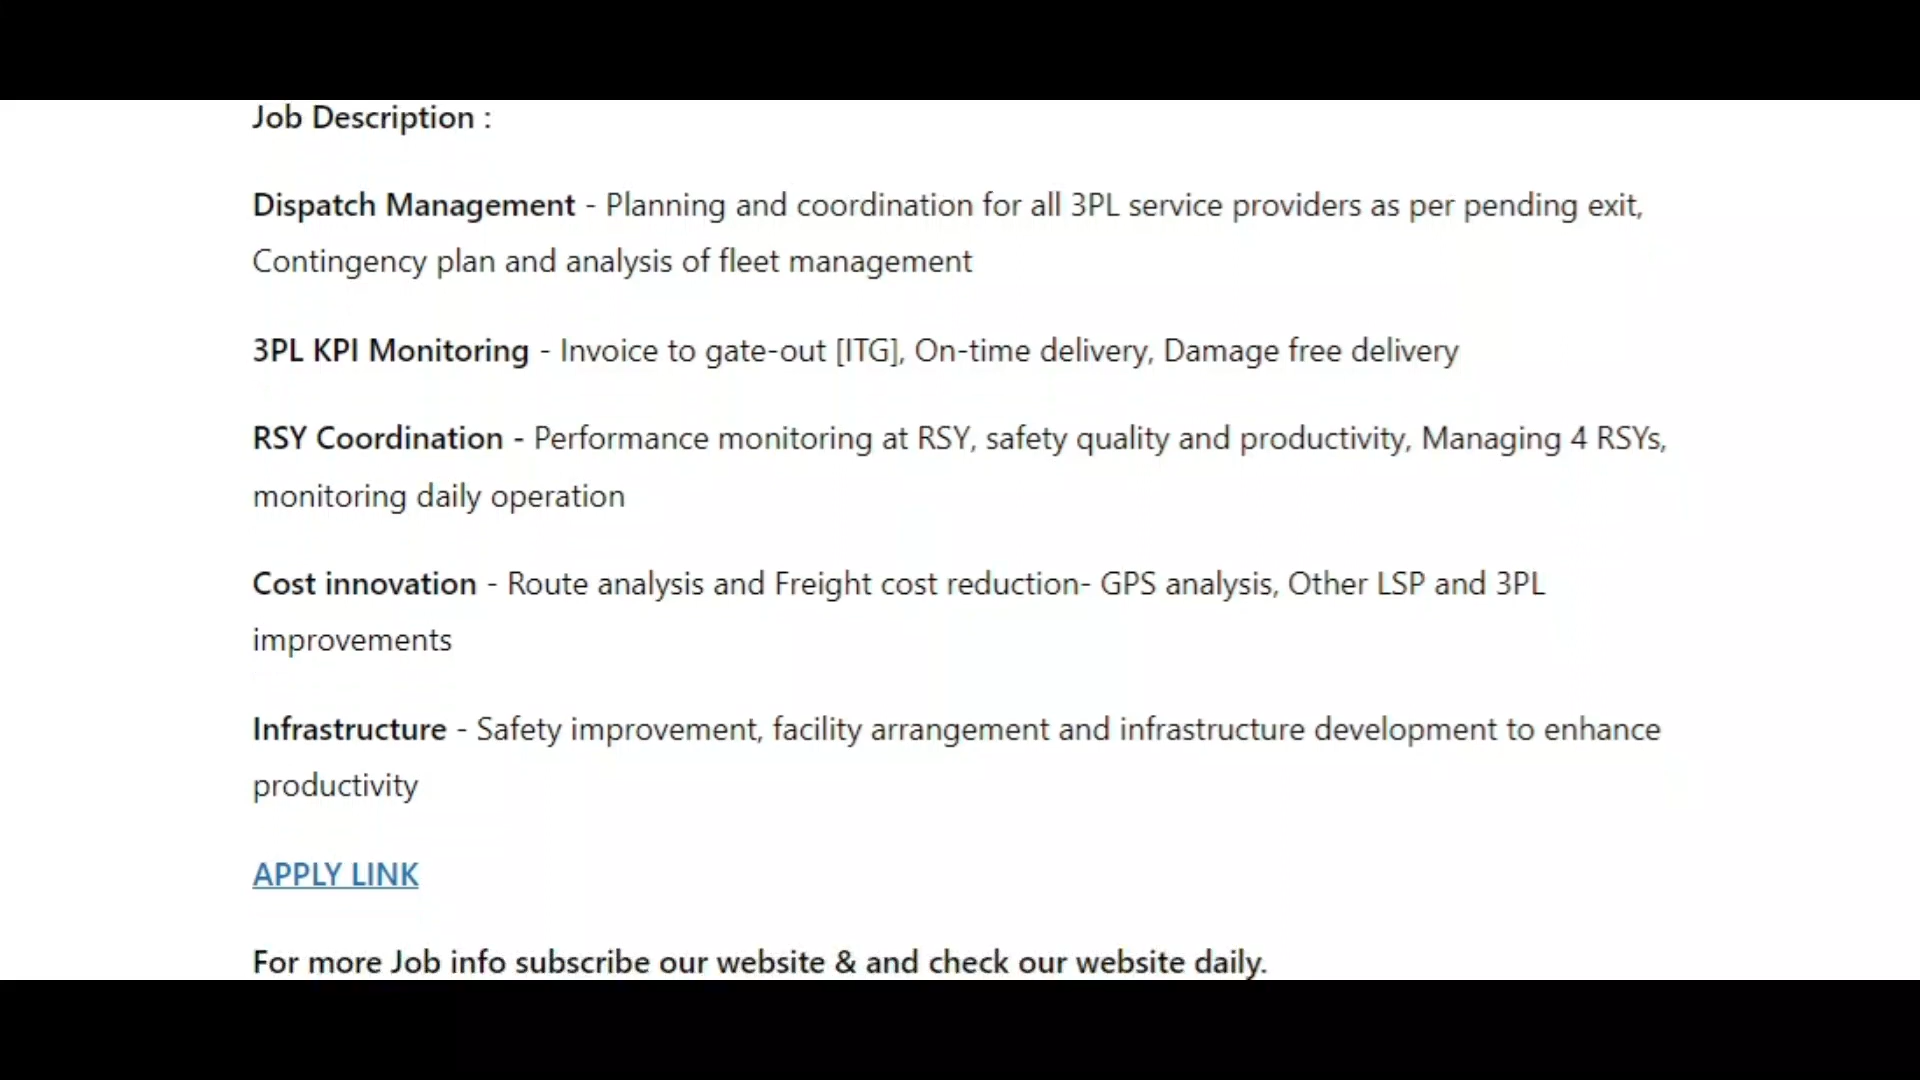 Job Description :
Dispatch Management - Planning and coordination for all 3PL service providers as per pending exit,
Contingency plan and analysis of fleet management
3PL KPI Monitoring - Invoice to gate-out [ITG], On-time delivery, Damage free delivery
RSY Coordination - Performance monitoring at RSY, safety quality and productivity, Managing 4 RSYs,
monitoring daily operation
Cost innovation - Route analysis and Freight cost reduction- GPS analysis, Other LSP and 3PL
improvements
Infrastructure - Safety improvement, facility arrangement and infrastructure development to enhance
productivity
APPLY LINK
For more Job info subscribe our website & and check our website daily.